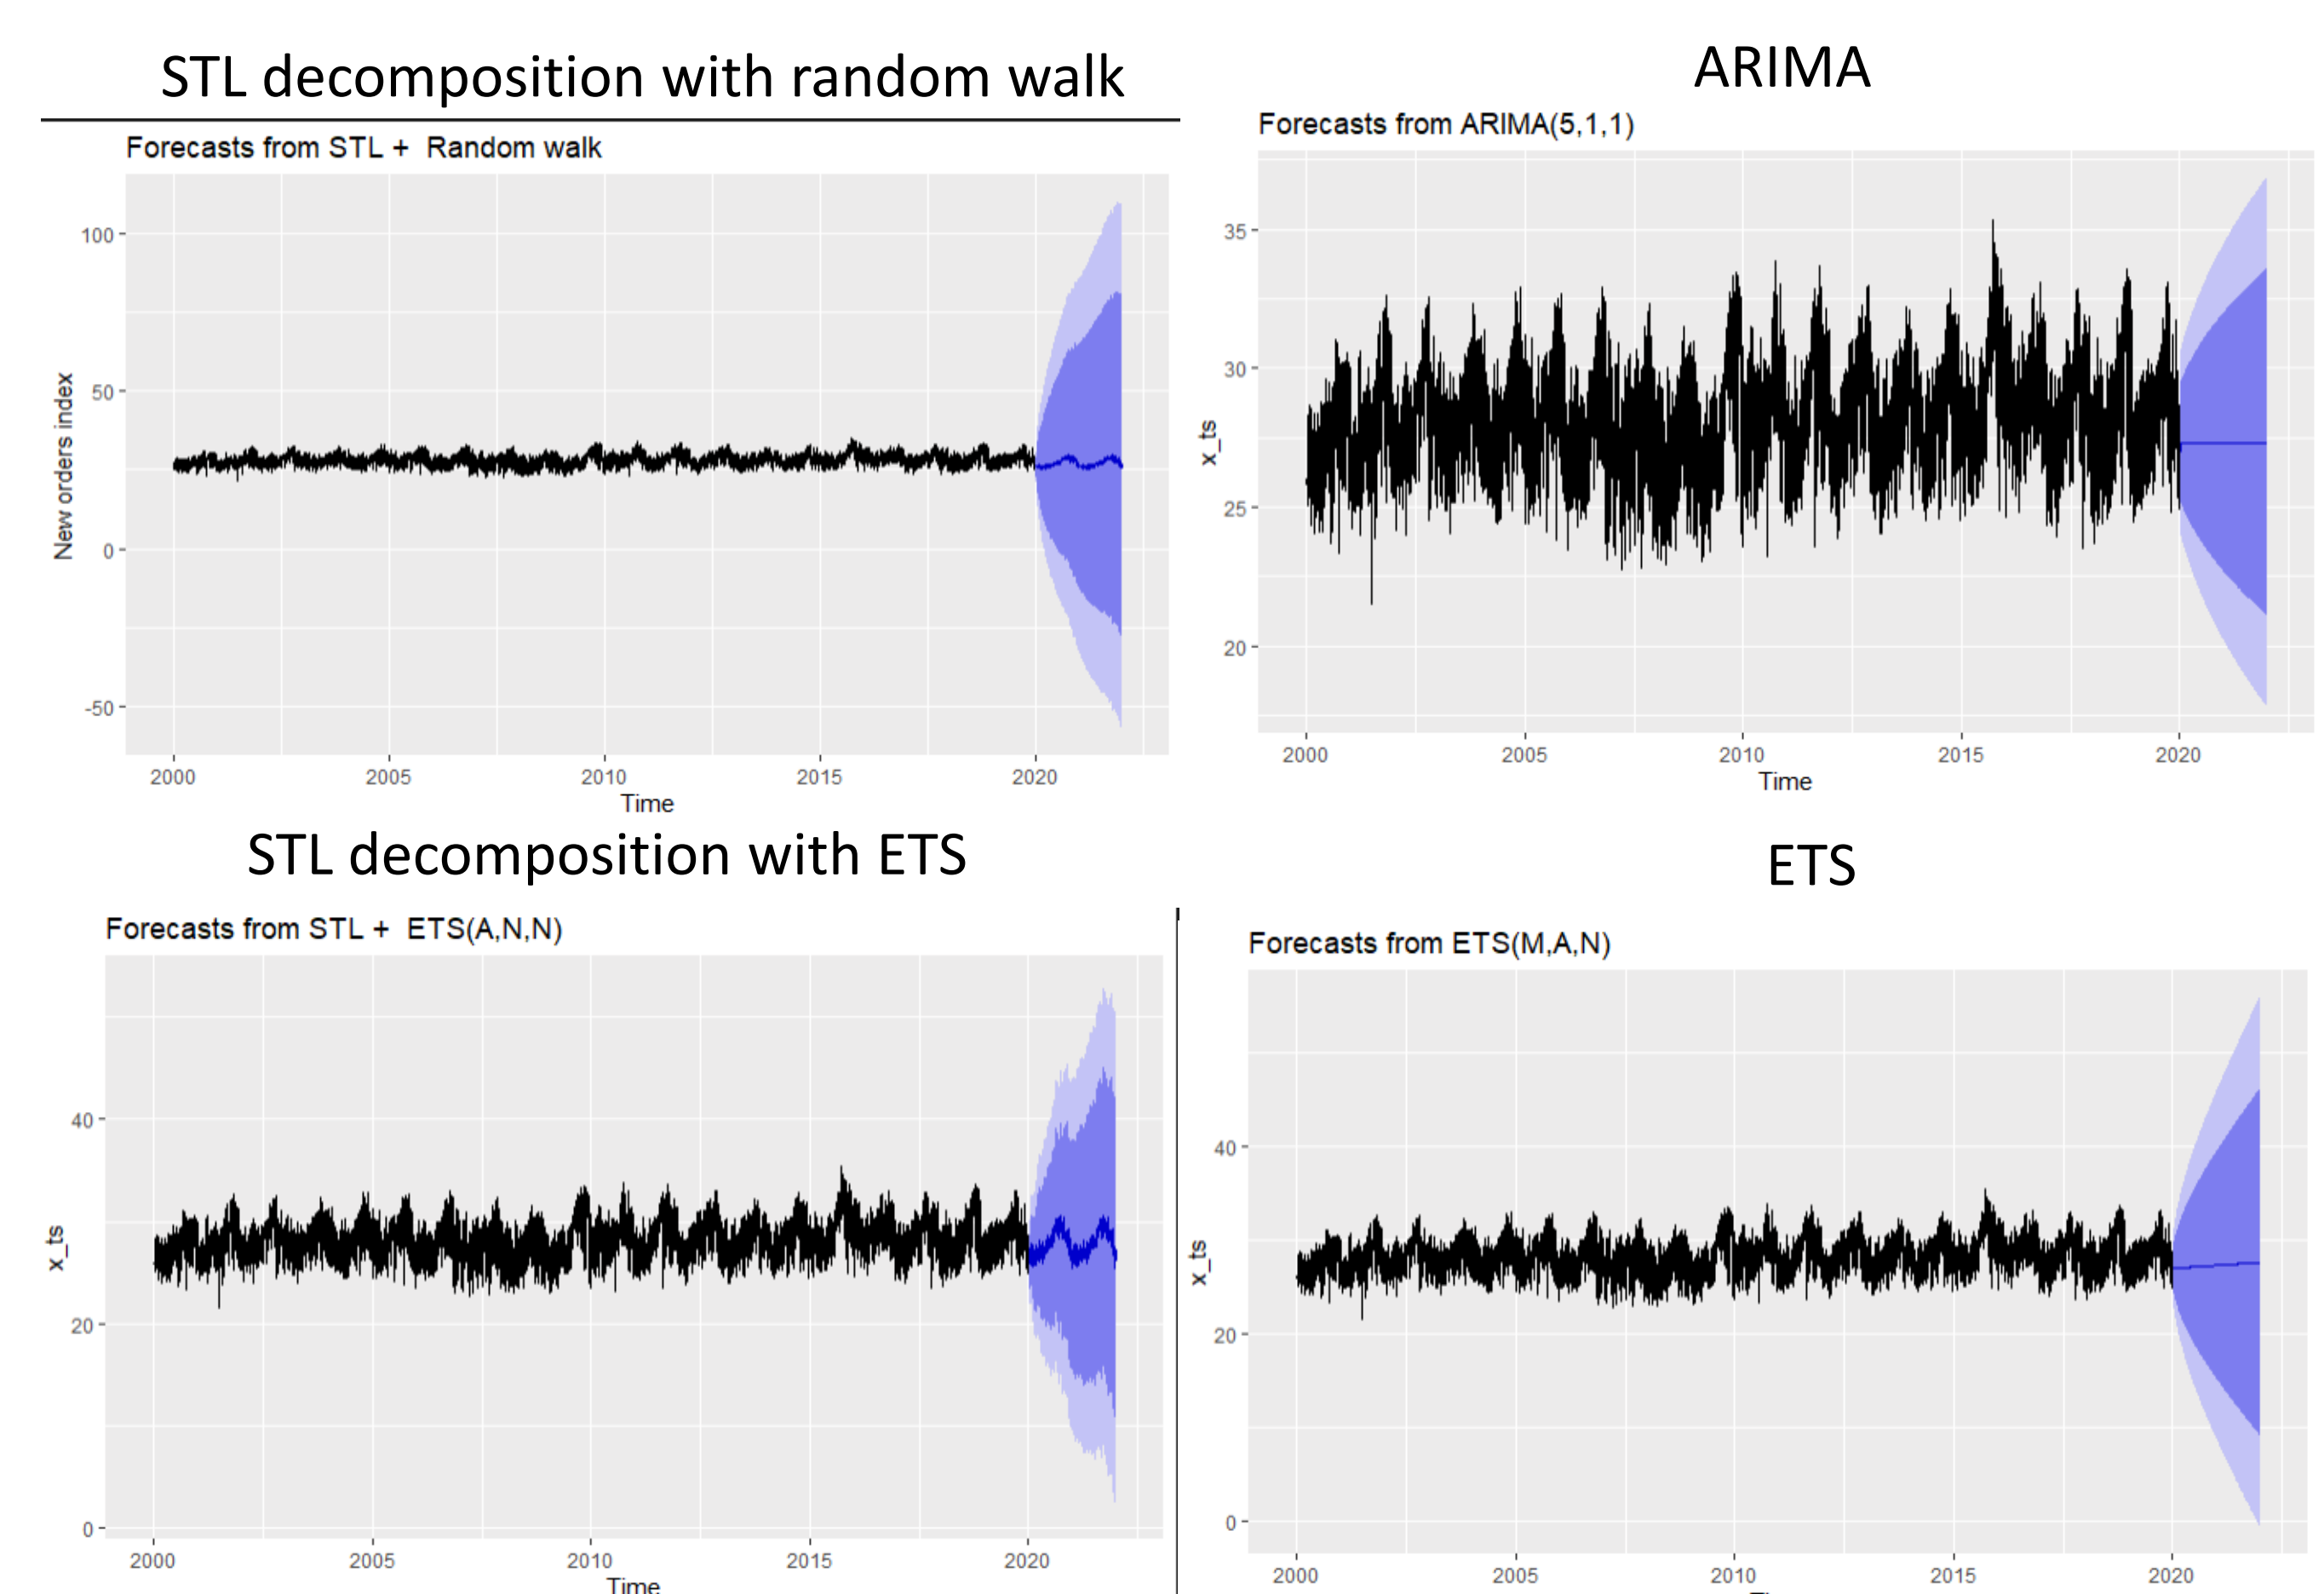 STL decomposition with random walk
Forecasts from STL +  Random walk
New orders index
100
50
0
-50
2000 2005 2010 2015 2020
Time
ARIMA
Forecasts from ARIMA(5,1,1)
x_ts
35
30
25
20
2000 2005 2010 2015 2020
Time
STL decomposition with ETS
Forecasts from STL +  ETS(A,N,N)
x_ts
40
20
0
2000 2005 2010 2015 2020
Time
ETS
Forecasts from ETS(M,A,N)
x_ts
40
20
0
2000 2005 2010 2015 2020